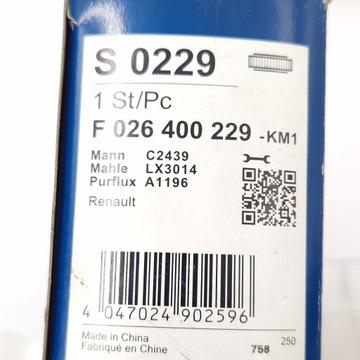 S 0229
1 St/Pc
F 026 400 229 -KM1
Mann C2439
Mahle LX3014
Purflux A1196
Renault
4 047024 902596
Made in China
Fabriqué en Chine
250
758